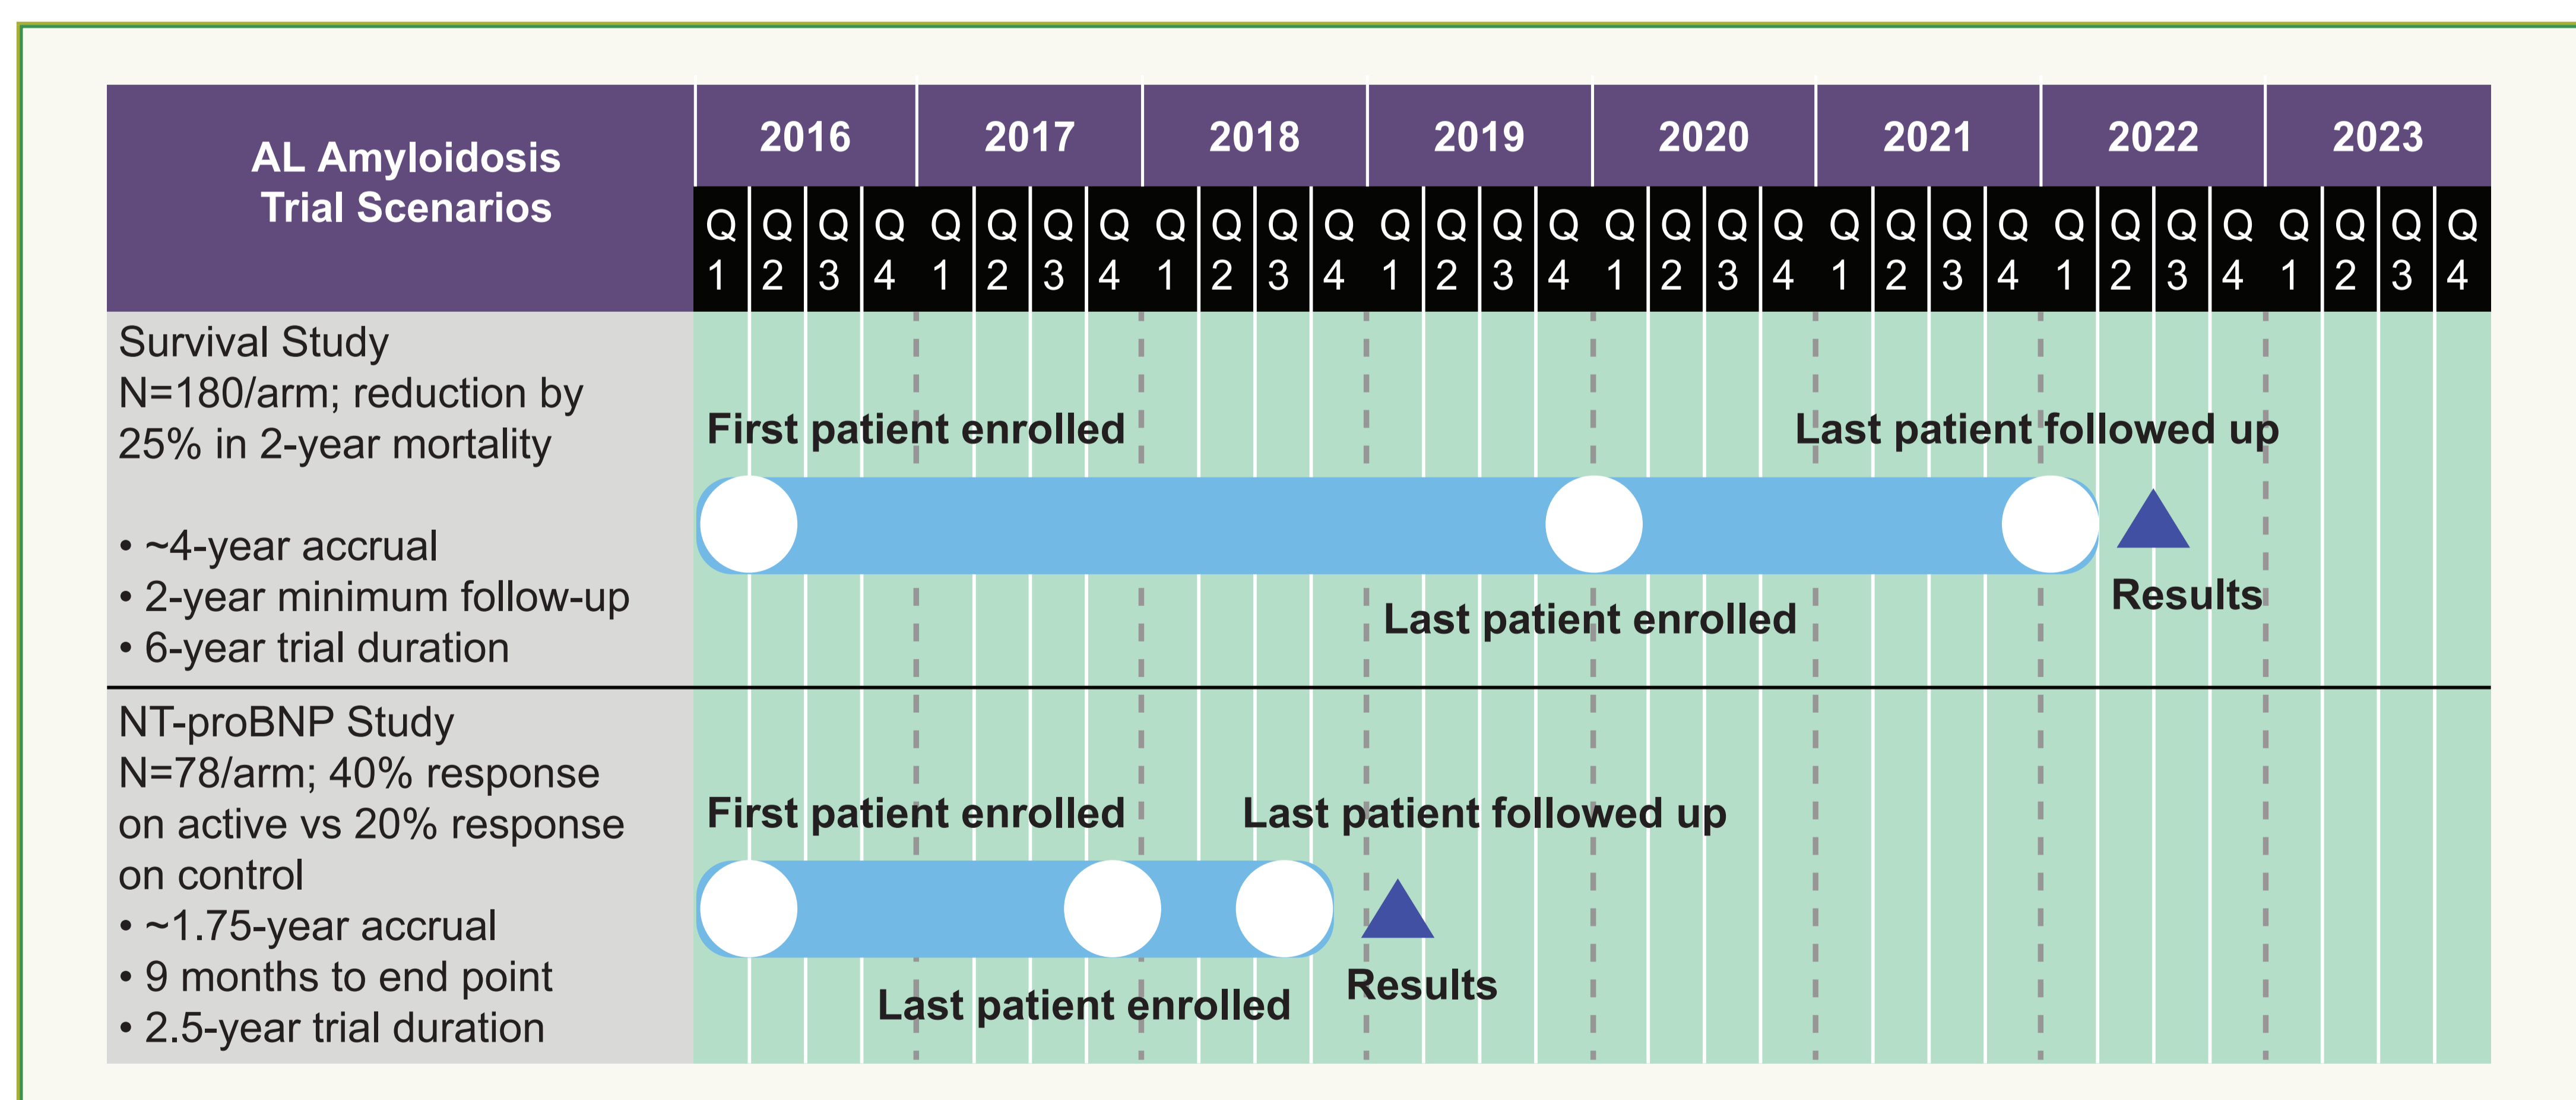 AL Amyloidosis
Trial Scenarios
2016 2017 2018 2019 2020 2021 2022 2023
Q Q Q Q Q Q Q Q Q Q Q Q Q Q Q Q Q Q Q Q Q Q Q Q Q Q Q Q Q Q Q Q
1 2 3 4 1 2 3 4 1 2 3 4 1 2 3 4 1 2 3 4 1 2 3 4 1 2 3 4 1 2 3 4
Survival Study
N=180/arm; reduction by
25% in 2-year mortality
• ~4-year accrual
• 2-year minimum follow-up
• 6-year trial duration
First patient enrolled
Last patient followed up
Last patient enrolled
Results
NT-proBNP Study
N=78/arm; 40% response
on active vs 20% response
on control
• ~1.75-year accrual
• 9 months to end point
• 2.5-year trial duration
First patient enrolled
Last patient followed up
Last patient enrolled
Results